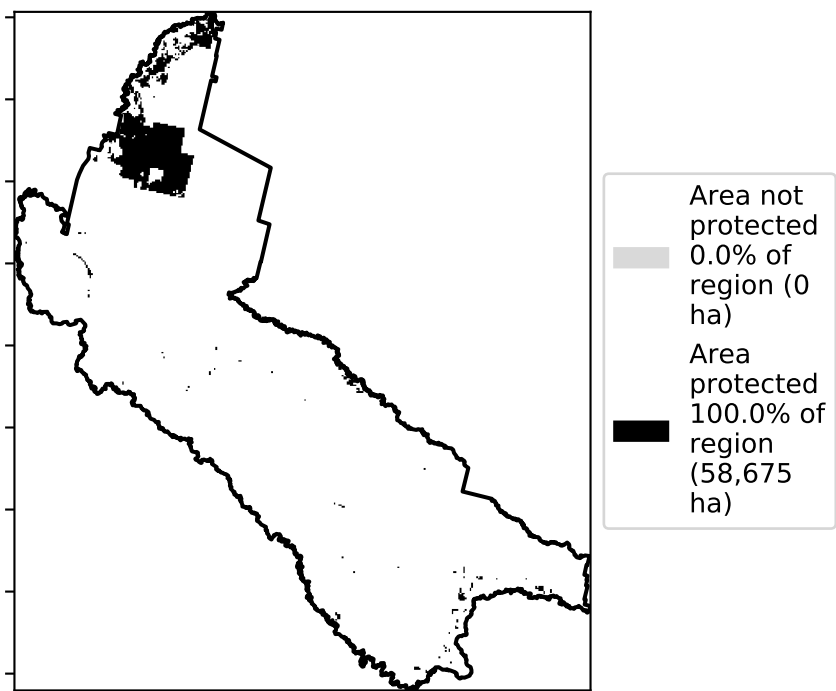 Area not
protected
0.0% of
region (0
ha)
Area
protected
100.0% of
region
(58,675
ha)